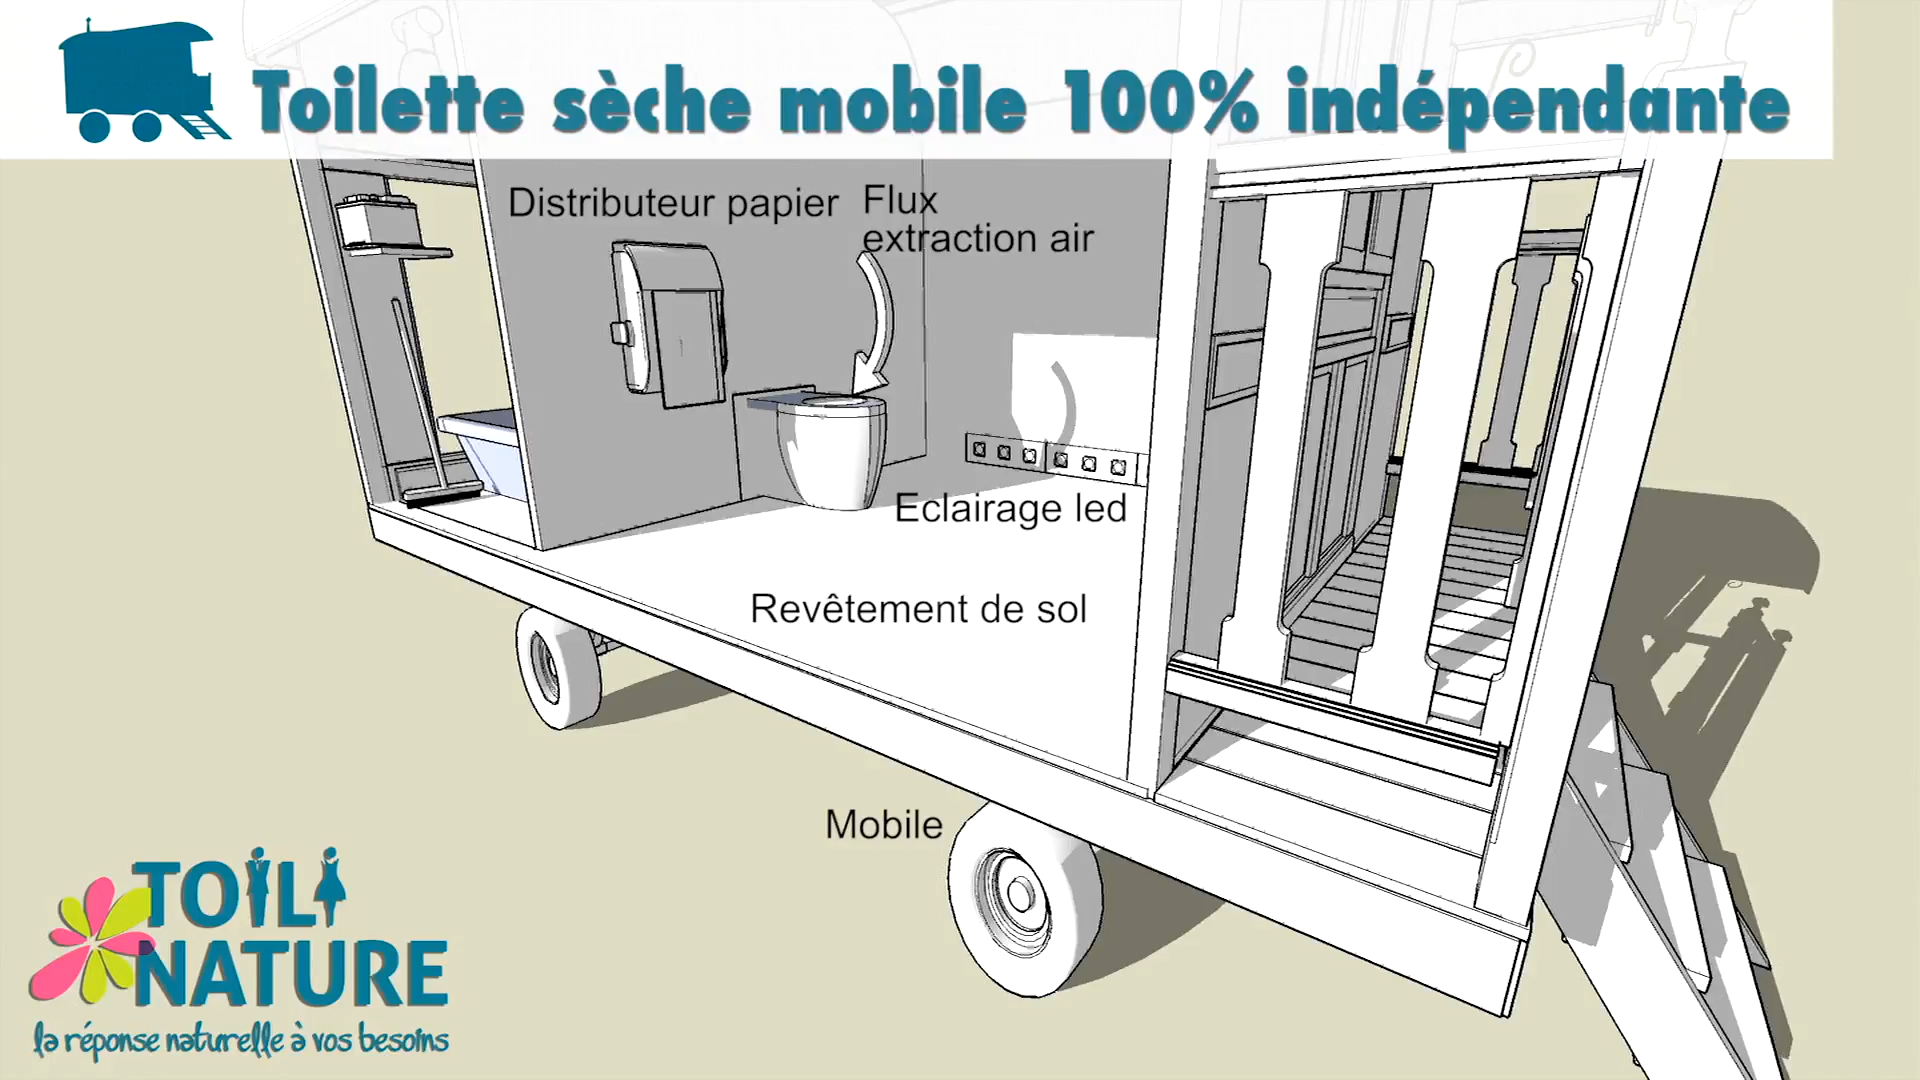 Toilette sèche mobile 100% indépendante
Distributeur papier
Flux
extraction air
Eclairage led
Revêtement de sol
Mobile
TOILI
NATURE
la réponse naturelle à vos besoins